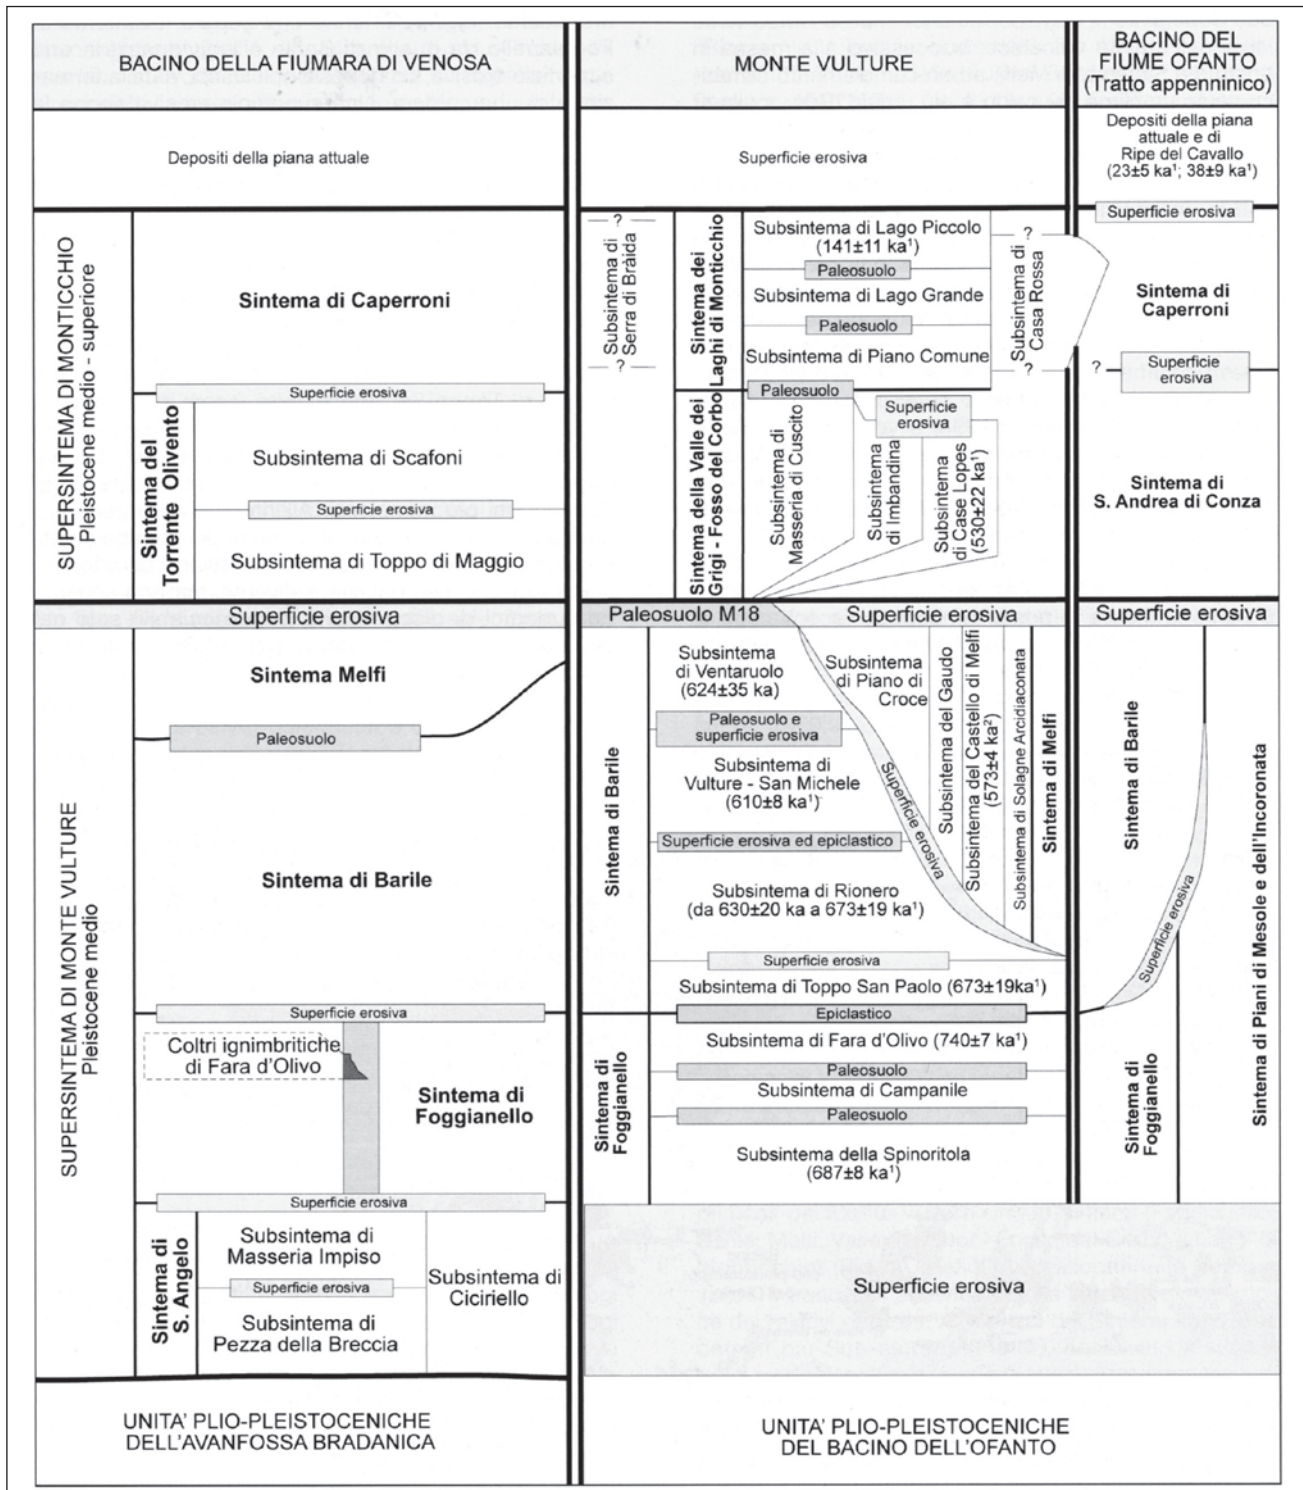 BACINO DELLA FIUMARA DI VENOSA
MONTE VULTURE
BACINO DEL
FIUME OFANTO
(Tratto appenninico)
Depositi della piana attuale
Superficie erosiva
Depositi della piana
attuale e di
Ripe del Cavallo
(23±5 ka¹; 38±9 ka¹)
Superficie erosiva
SUPERSINTEMA DI MONTICCHIO
Pleistocene medio - superiore
Sintema di Caperroni
Superficie erosiva
Sintema del
Torrente Olivento
Subsintema di Scafoni
Superficie erosiva
Subsintema di Toppo di Maggio
?
Subsintema di
Serra di Bràida
?
Sintema dei
Laghi di Monticchio
Subsintema di Lago Piccolo
(141±11 ka¹)
Paleosuolo
Subsintema di Lago Grande
Paleosuolo
Subsintema di Piano Comune
?
Subsintema di
Casa Rossa
?
Sintema di
Caperroni
?
Superficie
erosiva
Sintema della Valle dei
Grigi - Fosso del Corbo
Paleosuolo
Superficie
erosiva
Subsintema di
Masseria di Cuscito
Subsintema
di Imbandina
Subsintema
di Case Lopes
(530±22 ka¹)
Sintema di
S. Andrea di Conza
Superficie erosiva
Paleosuolo M18
Superficie erosiva
Superficie erosiva
SUPERSINTEMA DI MONTE VULTURE
Pleistocene medio
Sintema Melfi
Paleosuolo
Sintema di Barile
Superficie erosiva
Coltri ignimbritiche
di Fara d'Olivo
Sintema di
Foggianello
Superficie erosiva
Sintema di
S. Angelo
Subsintema di
Masseria Impiso
Superficie erosiva
Subsintema di
Pezza della Breccia
Subsintema di
Ciciriello
Sintema di Barile
Subsintema
di Ventaruolo
(624±35 ka)
Paleosuolo e
superficie erosiva
Subsintema di
Vulture - San Michele
(610±8 ka¹)
Superficie erosiva ed epiclastico
Subsintema di Rionero
(da 630±20 ka a 673±19 ka¹)
Superficie erosiva
Subsintema di Toppo San Paolo (673±19ka¹)
Superficie erosiva
Subsintema
di Piano di
Croce
Subsintema del Gaudo
Subsintema del Castello di Melfi
(573±4 ka²)
Subsintema di Solagne Arcidiaconata
Sintema di Melfi
Epiclastico
Sintema di
Foggianello
Subsintema di Fara d'Olivo (740±7 ka¹)
Paleosuolo
Subsintema di Campanile
Paleosuolo
Subsintema della Spinoritola
(687±8 ka¹)
Superficie erosiva
Sintema di Barile
Superficie erosiva
Sintema di
Foggianello
Sintema di Piani di Mesole e dell'Incoronata
UNITA' PLIO-PLEISTOCENICHE
DELL'AVANFOSSA BRADANICA
UNITA' PLIO-PLEISTOCENICHE
DEL BACINO DELL'OFANTO